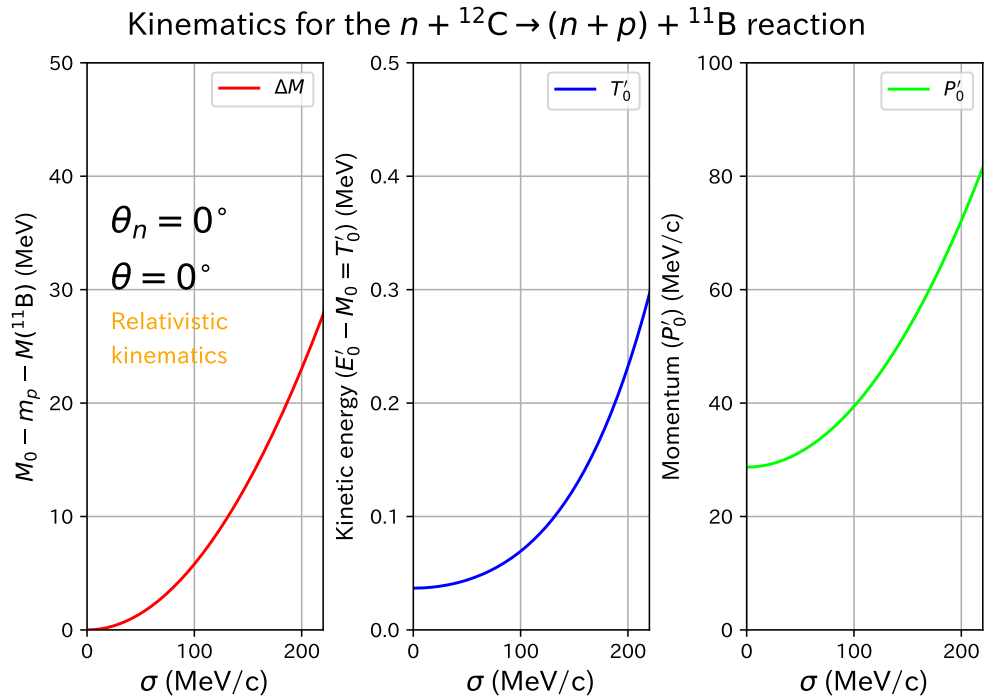 Kinematics for the n + ¹²C → (n + p) + ¹¹B reaction
M₀ − mₚ − M(¹¹B) (MeV)
50
40
30
20
10
0
ΔM
θₙ = 0°
θ = 0°
Relativistic
kinematics
0 100 200
σ (MeV/c)
Kinetic energy (E′₀ − M₀ = T′₀) (MeV)
0.5
0.4
0.3
0.2
0.1
0.0
T′₀
0 100 200
σ (MeV/c)
Momentum (P′₀) (MeV/c)
100
80
60
40
20
0
P′₀
0 100 200
σ (MeV/c)